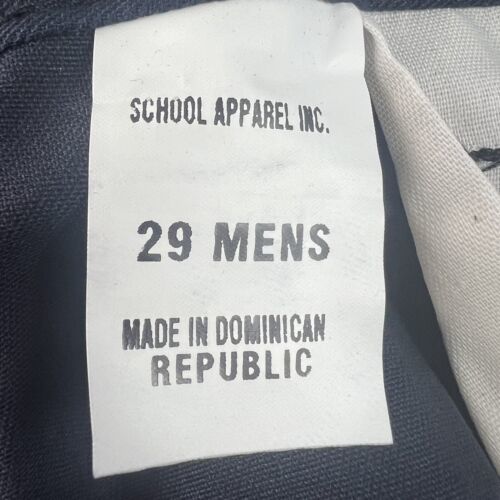 SCHOOL APPAREL INC.
29 MENS
MADE IN DOMINICAN
REPUBLIC